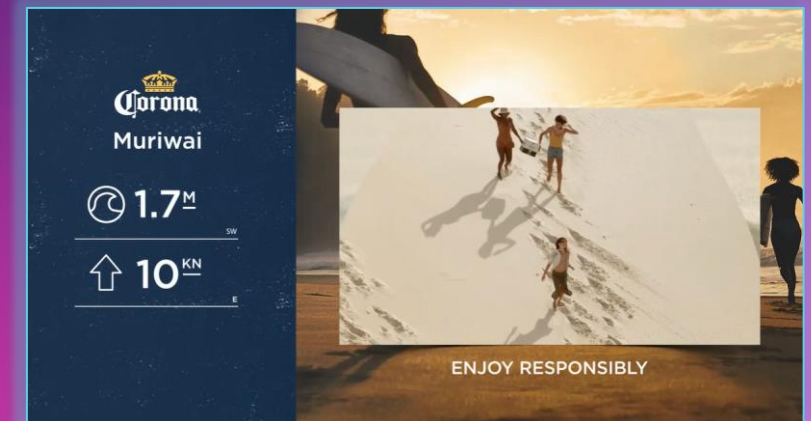 Corona
Muriwai
1.7M
SW
10KN
E
ENJOY RESPONSIBLY